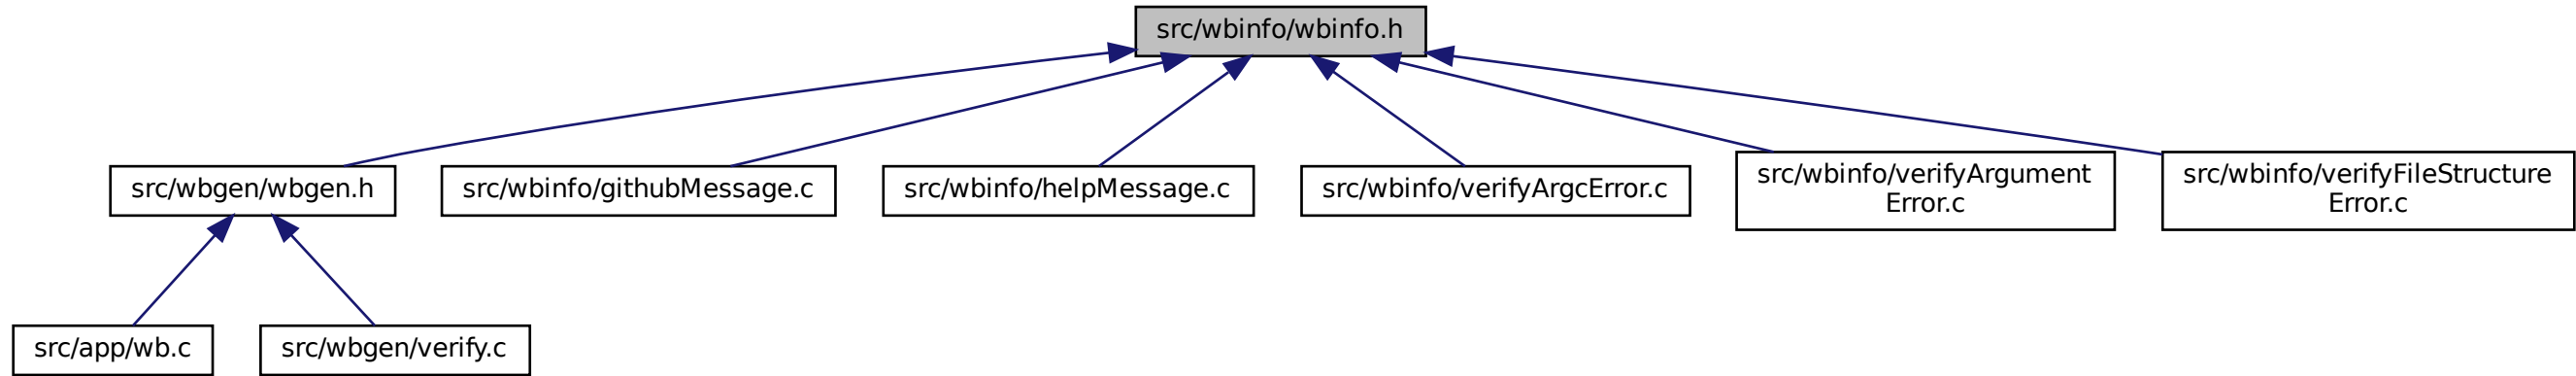 src/wbinfo/wbinfo.h
src/wbgen/wbgen.h
src/wbinfo/githubMessage.c
src/wbinfo/helpMessage.c
src/wbinfo/verifyArgcError.c
src/wbinfo/verifyArgument
Error.c
src/wbinfo/verifyFileStructure
Error.c
src/app/wb.c
src/wbgen/verify.c